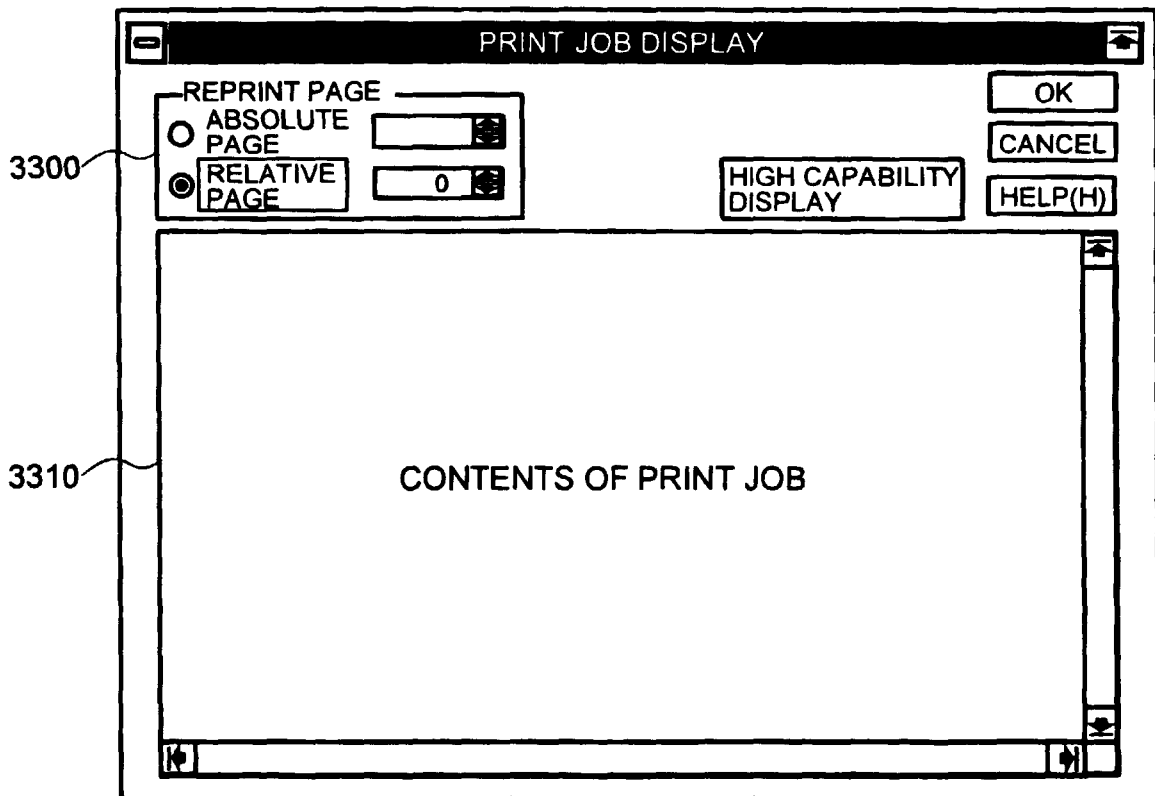 PRINT JOB DISPLAY
REPRINT PAGE
OK
ABSOLUTE
PAGE
CANCEL
3300
RELATIVE
PAGE
0
HIGH CAPABILITY
DISPLAY
HELP(H)
3310
CONTENTS OF PRINT JOB